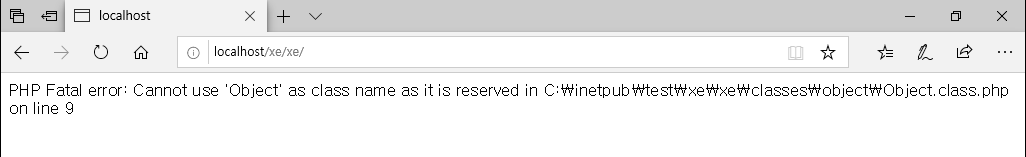 localhost
localhost/xe/xe/
PHP Fatal error: Cannot use 'Object' as class name as it is reserved in C:₩inetpub₩test₩xe₩xe₩classes₩object₩Object.class.php
on line 9